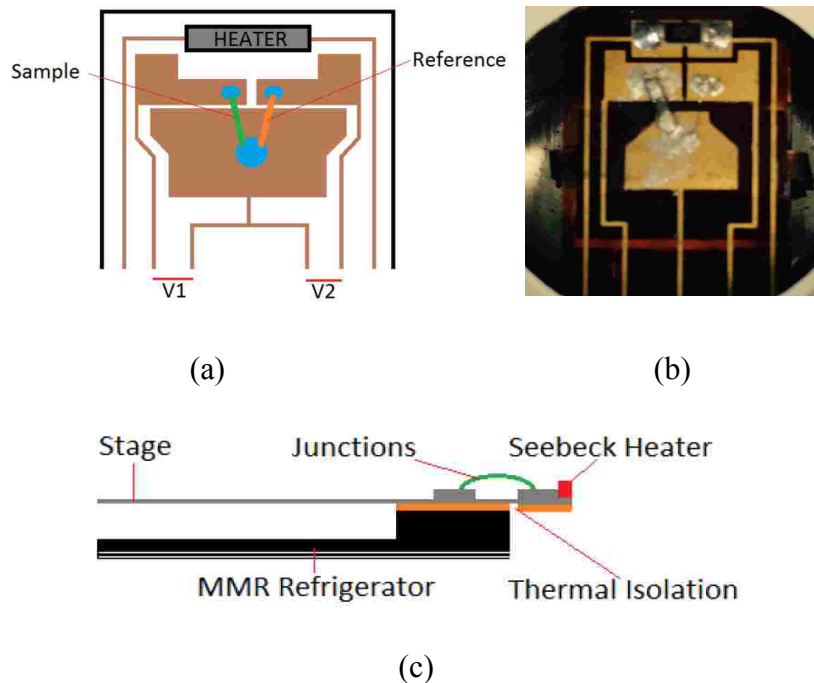 HEATER
Sample
Reference
V1
V2
(a)
(b)
Stage
Junctions
Seebeck Heater
MMR Refrigerator
Thermal Isolation
(c)